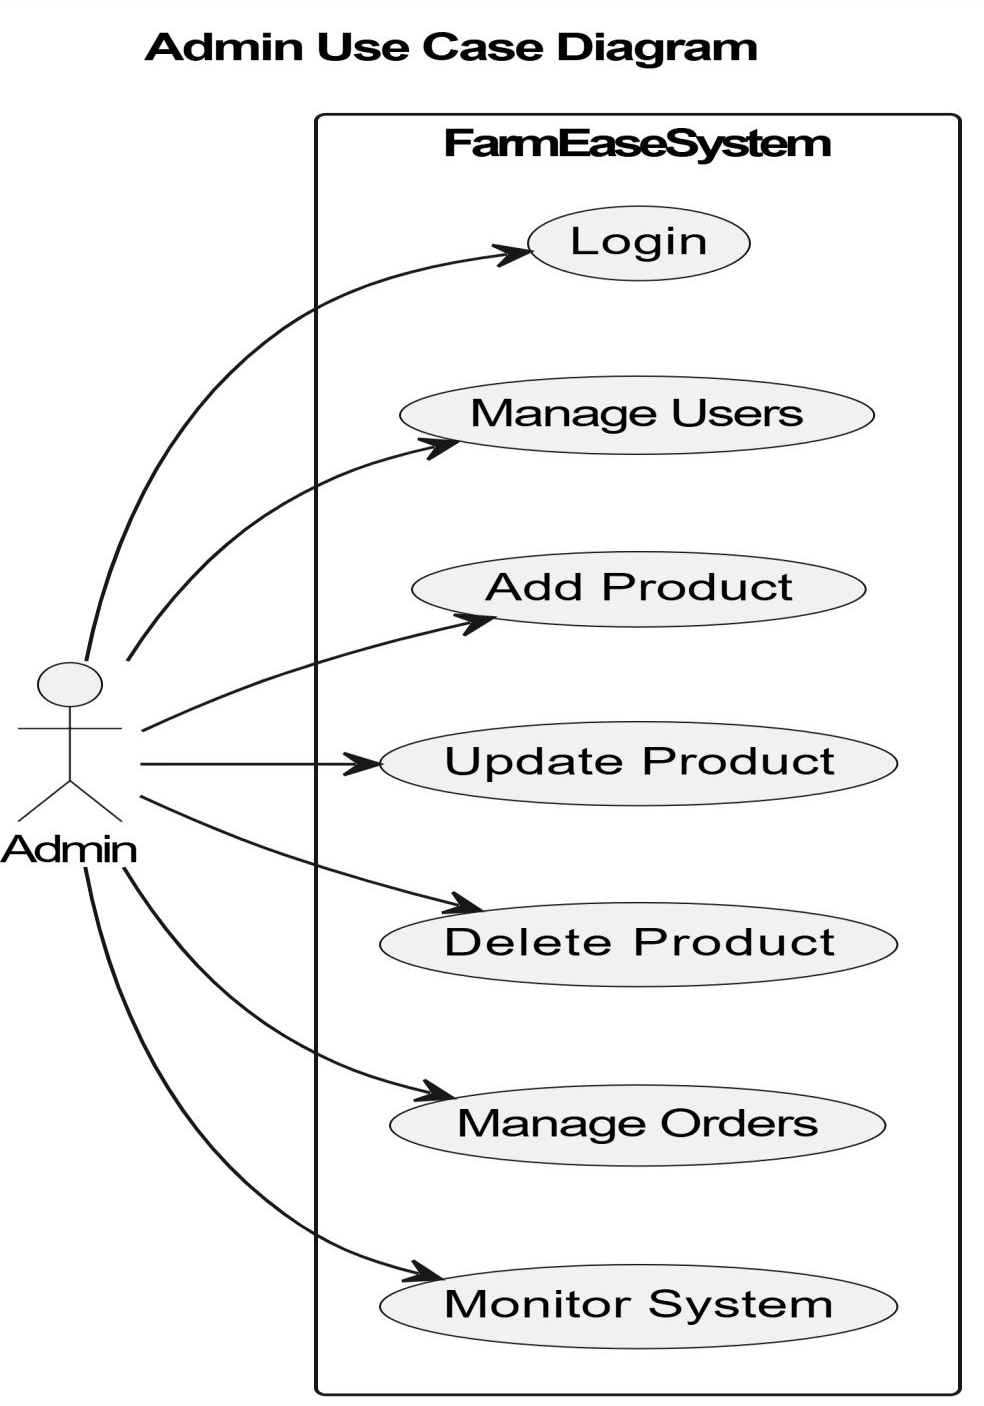 Admin Use Case Diagram
FarmEaseSystem
Login
Manage Users
Add Product
Update Product
Admin
Delete Product
Manage Orders
Monitor System